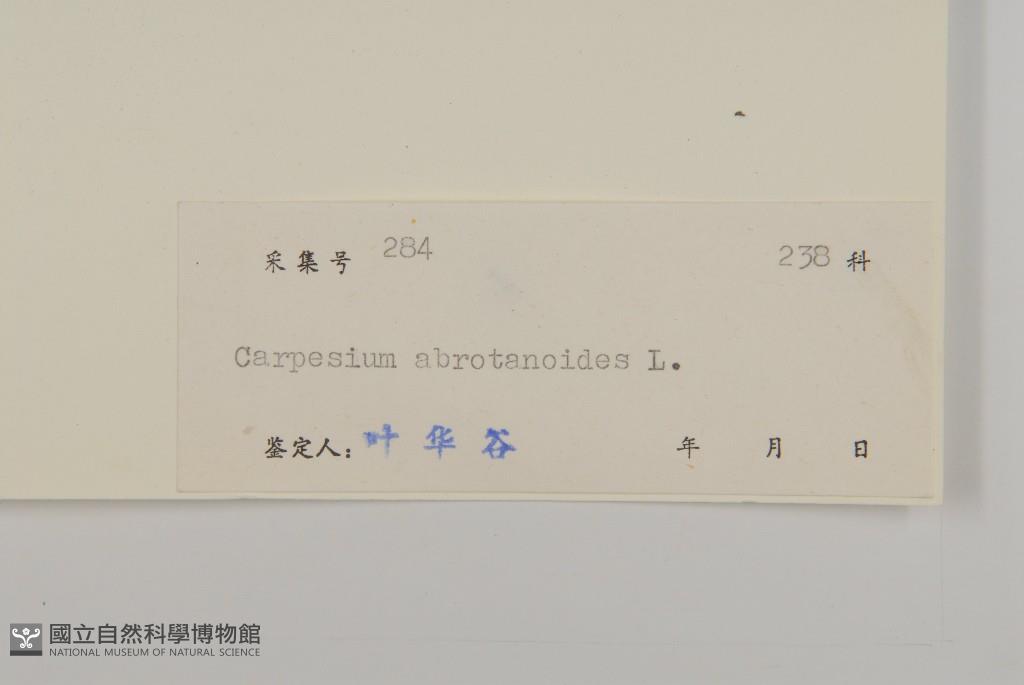 采集号 284 238 科
Carpesium abrotanoides L.
鉴定人: 叶华谷 年 月 日
國立自然科學博物館
NATIONAL MUSEUM OF NATURAL SCIENCE